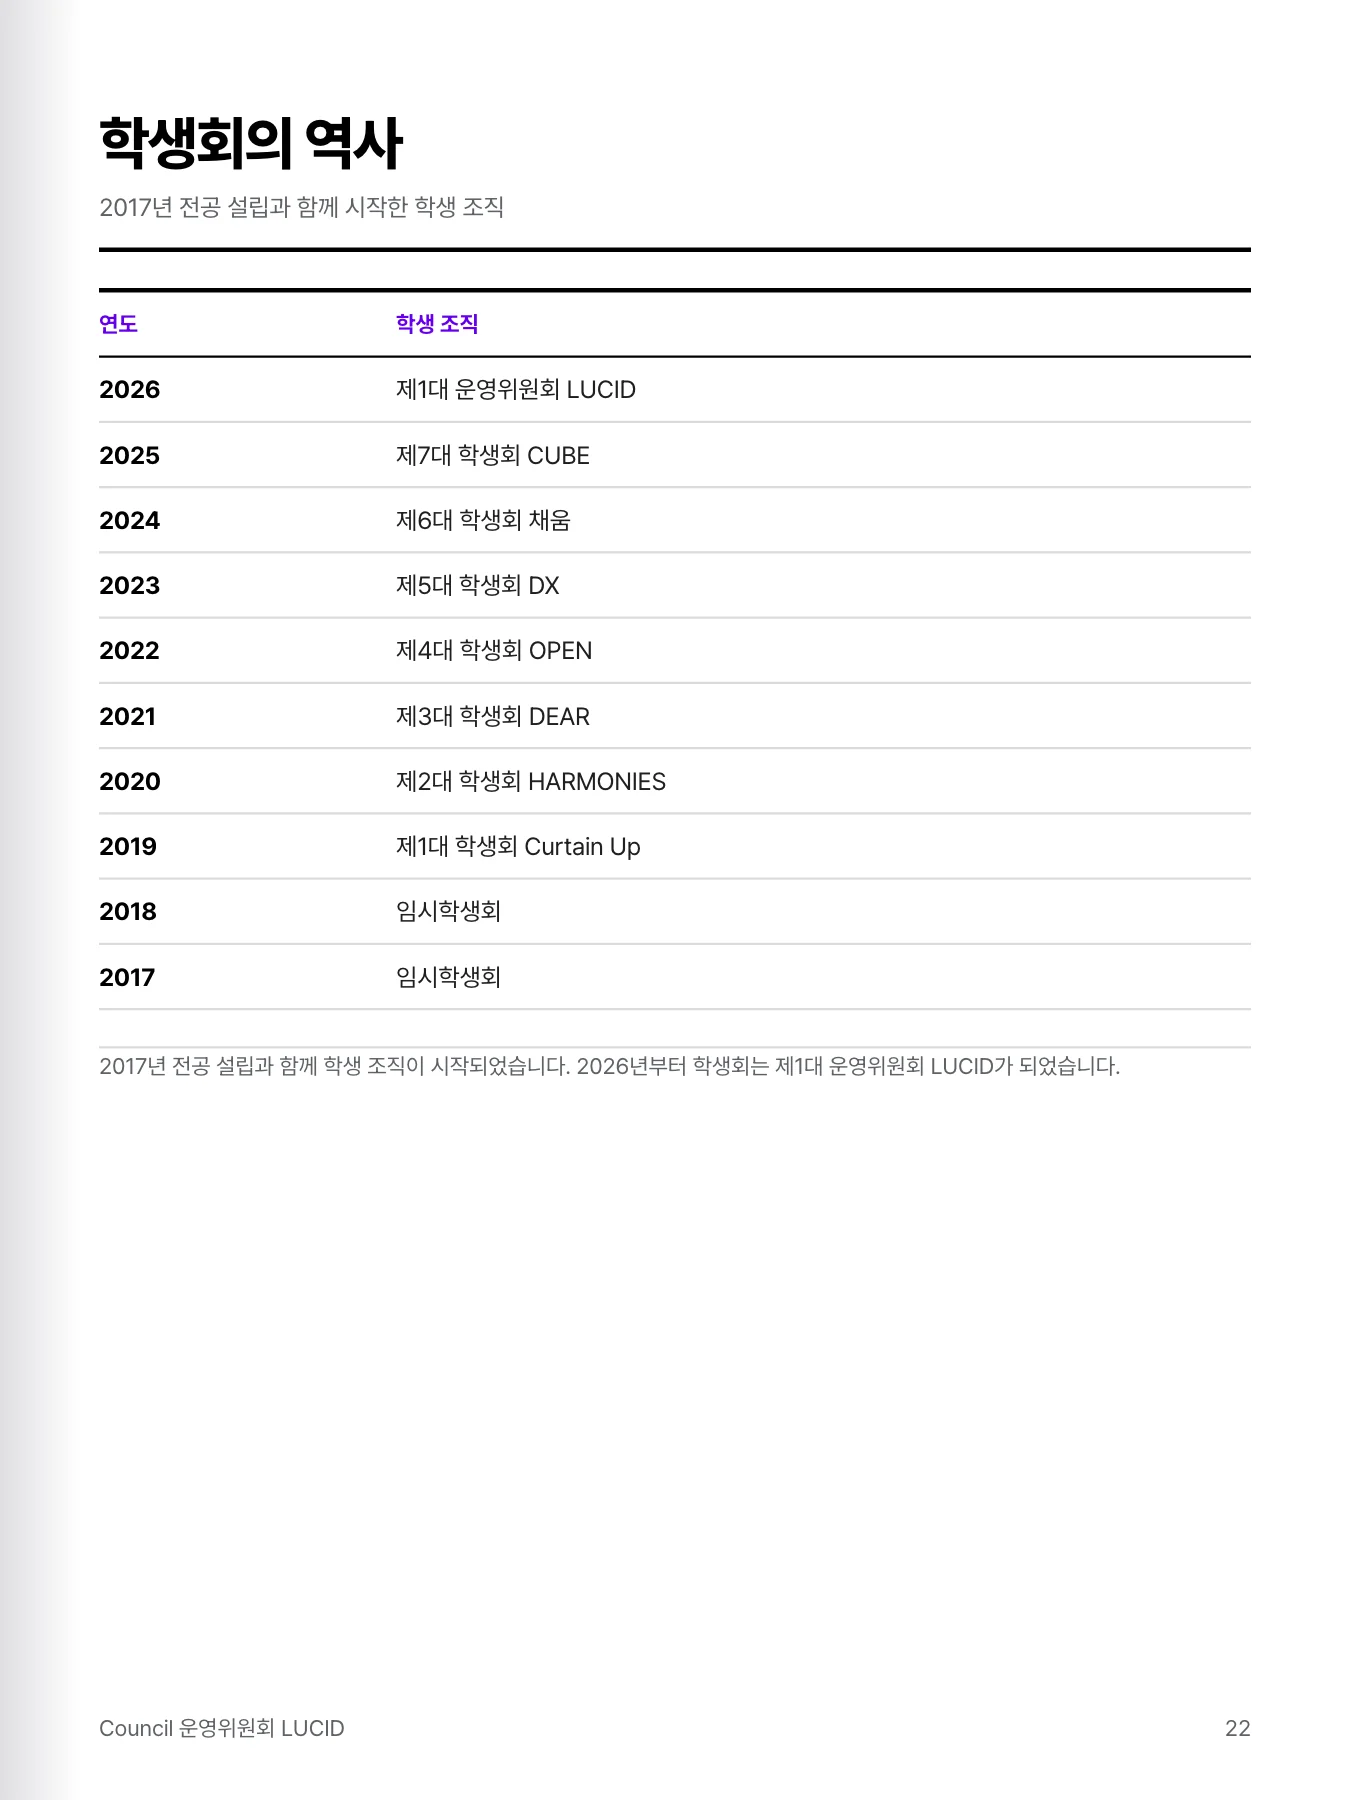 학생회의 역사
2017년 전공 설립과 함께 시작한 학생 조직
연도 학생 조직
2026 제1대 운영위원회 LUCID
2025 제7대 학생회 CUBE
2024 제6대 학생회 채움
2023 제5대 학생회 DX
2022 제4대 학생회 OPEN
2021 제3대 학생회 DEAR
2020 제2대 학생회 HARMONIES
2019 제1대 학생회 Curtain Up
2018 임시학생회
2017 임시학생회
2017년 전공 설립과 함께 학생 조직이 시작되었습니다. 2026년부터 학생회는 제1대 운영위원회 LUCID가 되었습니다.
Council 운영위원회 LUCID 22